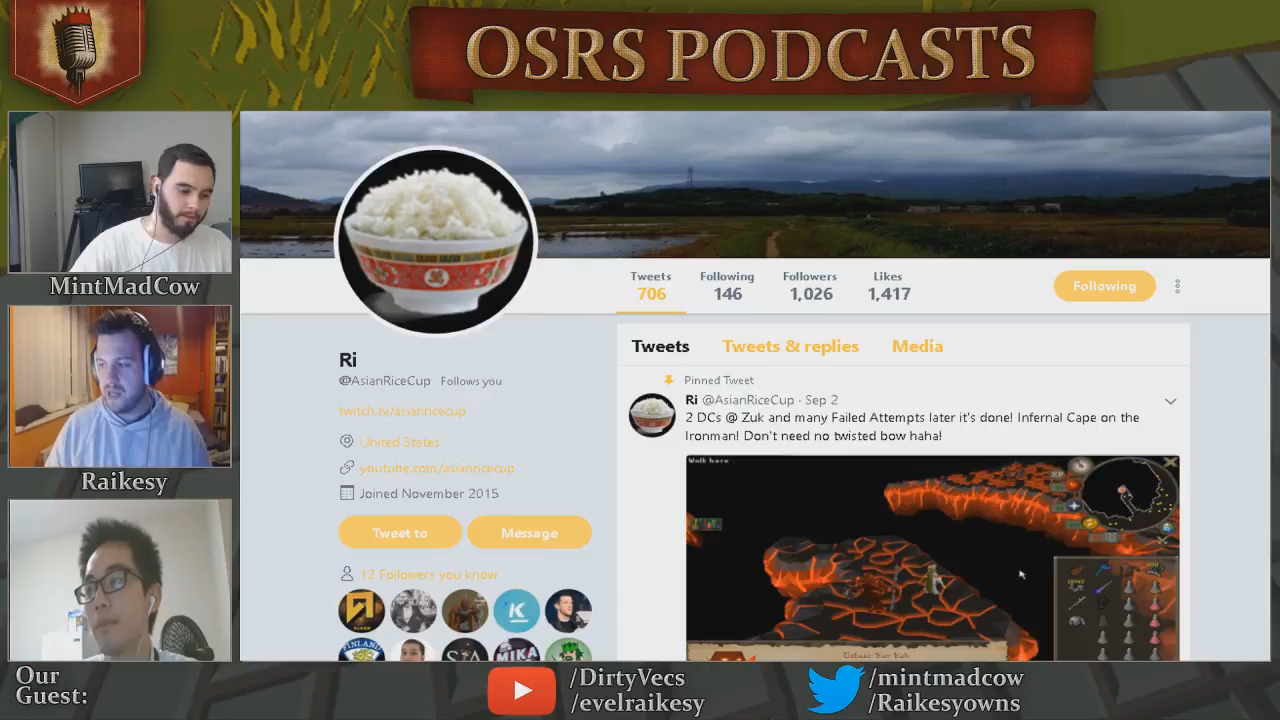 OSRS PODCASTS
MintMadCow
Raikesy
Our
Guest:
Tweets
706
Following
146
Followers
1,026
Likes
1,417
Following
Ri
@AsianRiceCup Follows you
twitch.tv/asianricecup
United States
youtube.com/asianricecup
Joined November 2015
Tweet to
Message
12 Followers you know
FINLAND
MIKA
Tweets
Tweets & replies
Media
Pinned Tweet
Ri @AsianRiceCup · Sep 2
2 DCs @ Zuk and many Failed Attempts later it's done! Infernal Cape on the
Ironman! Don't need no twisted bow haha!
Walk here
/DirtyVecs
/evelraikesy
/mintmadcow
/Raikesyowns